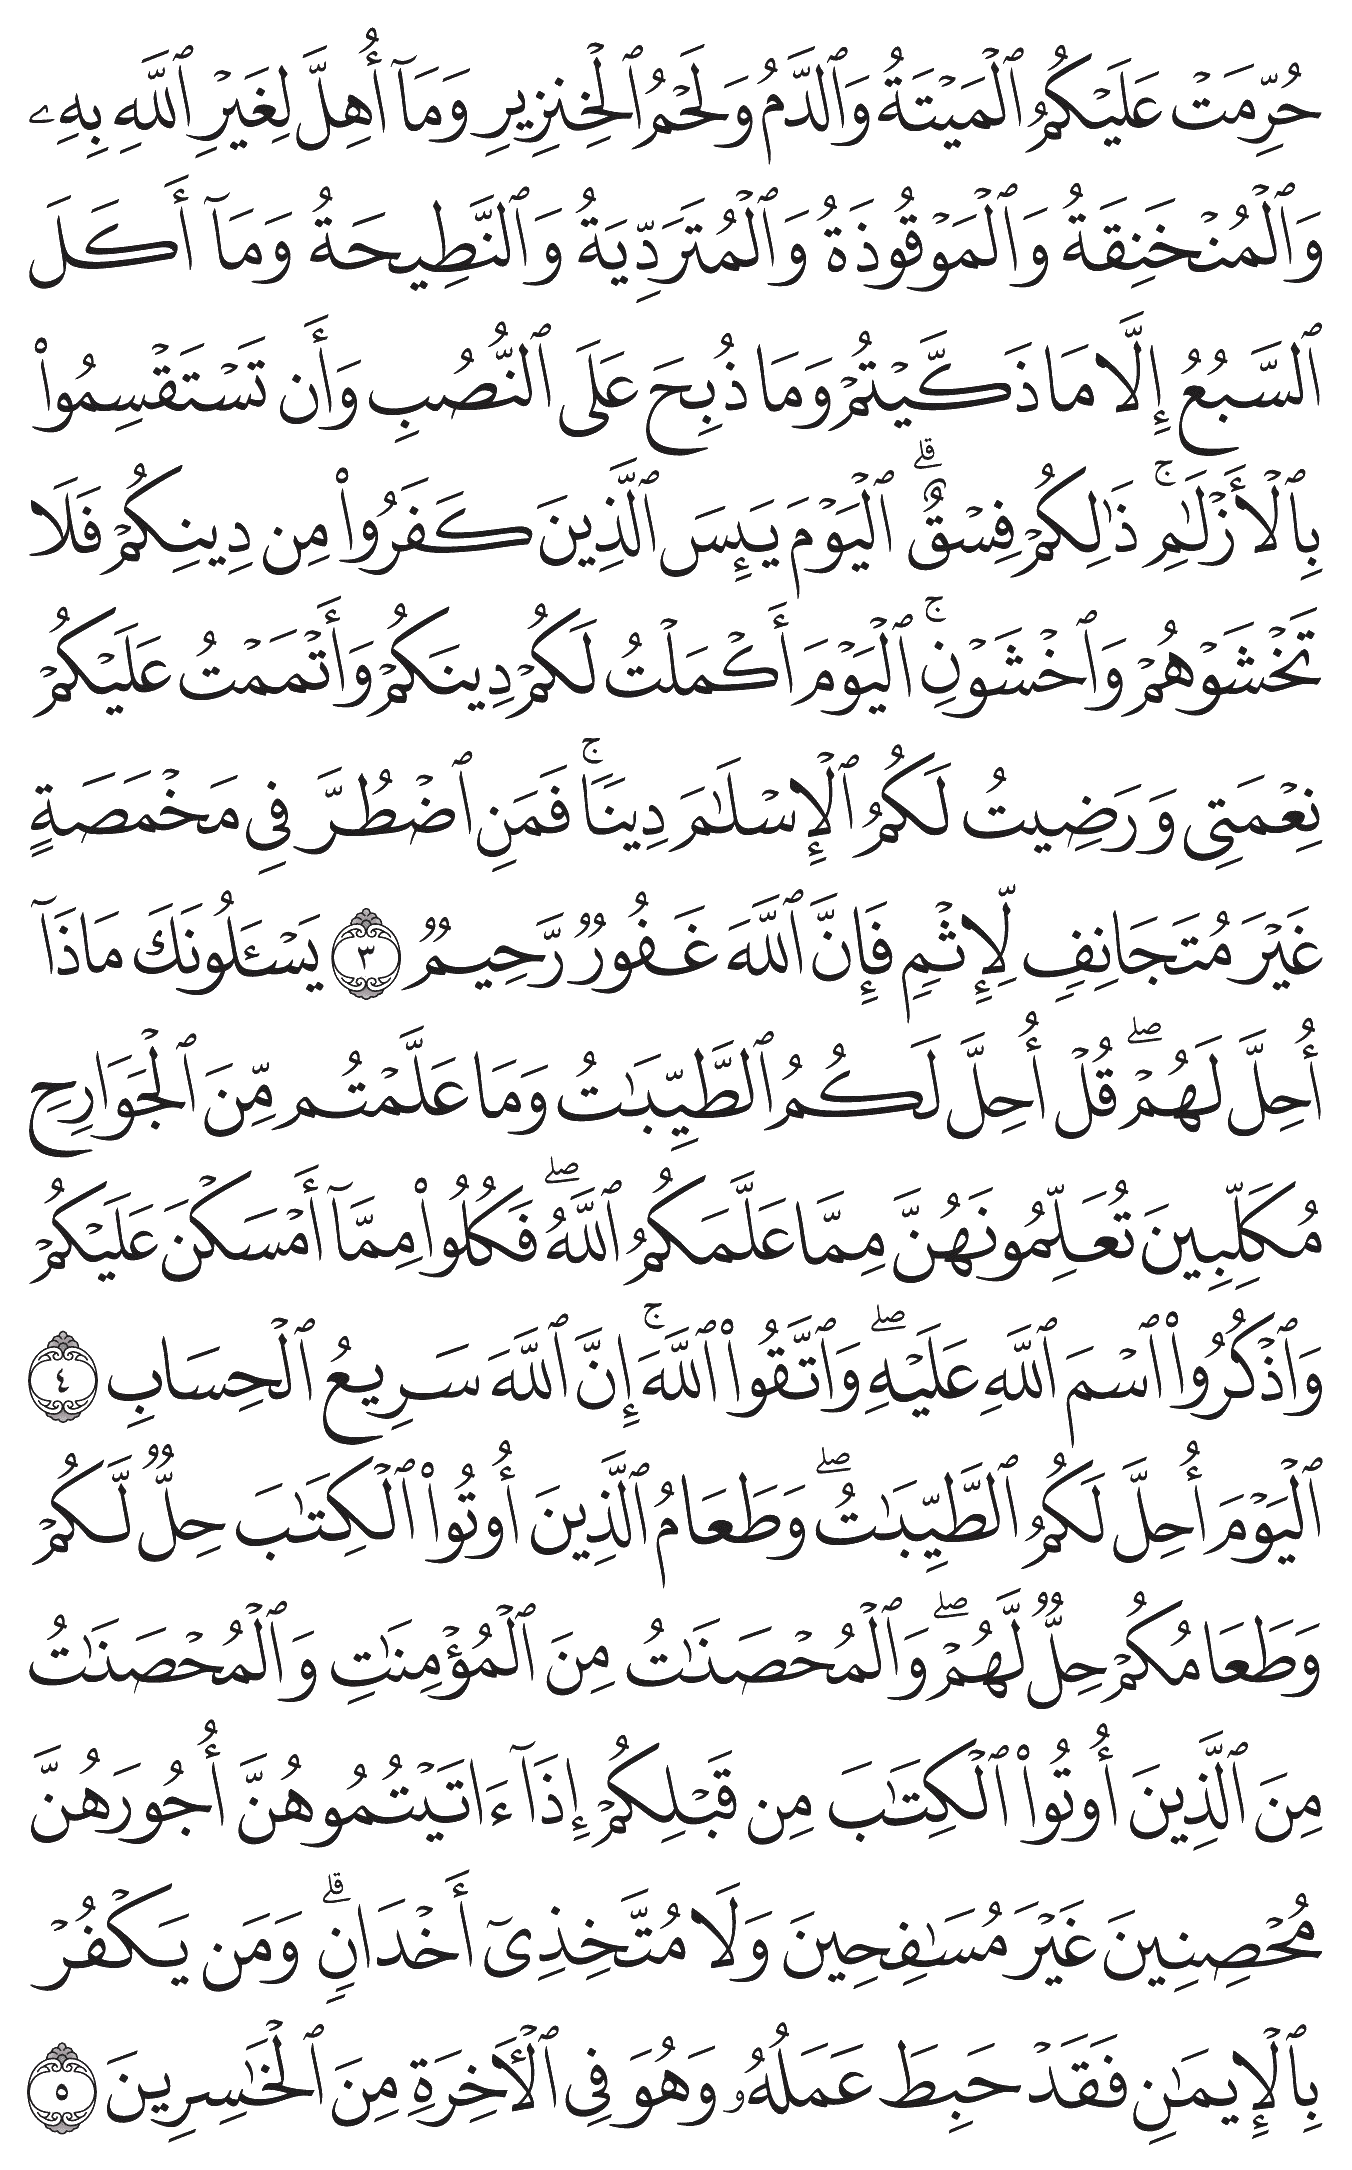 حُرِّمَتْ عَلَيْكُمُ ٱلْمَيْتَةُ وَٱلدَّمُ وَلَحْمُ ٱلْخِنزِيرِ وَمَآ أُهِلَّ لِغَيْرِ ٱللَّهِ بِهِۦ
وَٱلْمُنْخَنِقَةُ وَٱلْمَوْقُوذَةُ وَٱلْمُتَرَدِّيَةُ وَٱلنَّطِيحَةُ وَمَآ أَكَلَ
ٱلسَّبُعُ إِلَّا مَا ذَكَّيْتُمْ وَمَا ذُبِحَ عَلَى ٱلنُّصُبِ وَأَن تَسْتَقْسِمُوا۟
بِٱلْأَزْلَٰمِ ۚ ذَٰلِكُمْ فِسْقٌ ۗ ٱلْيَوْمَ يَئِسَ ٱلَّذِينَ كَفَرُوا۟ مِن دِينِكُمْ فَلَا
تَخْشَوْهُمْ وَٱخْشَوْنِ ۚ ٱلْيَوْمَ أَكْمَلْتُ لَكُمْ دِينَكُمْ وَأَتْمَمْتُ عَلَيْكُمْ
نِعْمَتِى وَرَضِيتُ لَكُمُ ٱلْإِسْلَٰمَ دِينًا ۚ فَمَنِ ٱضْطُرَّ فِى مَخْمَصَةٍ
غَيْرَ مُتَجَانِفٍ لِّإِثْمٍ فَإِنَّ ٱللَّهَ غَفُورٌ رَّحِيمٌ ٣ يَسْـَٔلُونَكَ مَاذَآ
أُحِلَّ لَهُمْ ۖ قُلْ أُحِلَّ لَكُمُ ٱلطَّيِّبَٰتُ وَمَا عَلَّمْتُم مِّنَ ٱلْجَوَارِحِ
مُكَلِّبِينَ تُعَلِّمُونَهُنَّ مِمَّا عَلَّمَكُمُ ٱللَّهُ ۖ فَكُلُوا۟ مِمَّآ أَمْسَكْنَ عَلَيْكُمْ
وَٱذْكُرُوا۟ ٱسْمَ ٱللَّهِ عَلَيْهِ ۖ وَٱتَّقُوا۟ ٱللَّهَ ۚ إِنَّ ٱللَّهَ سَرِيعُ ٱلْحِسَابِ ٤
ٱلْيَوْمَ أُحِلَّ لَكُمُ ٱلطَّيِّبَٰتُ ۖ وَطَعَامُ ٱلَّذِينَ أُوتُوا۟ ٱلْكِتَٰبَ حِلٌّ لَّكُمْ
وَطَعَامُكُمْ حِلٌّ لَّهُمْ ۖ وَٱلْمُحْصَنَٰتُ مِنَ ٱلْمُؤْمِنَٰتِ وَٱلْمُحْصَنَٰتُ
مِنَ ٱلَّذِينَ أُوتُوا۟ ٱلْكِتَٰبَ مِن قَبْلِكُمْ إِذَآ ءَاتَيْتُمُوهُنَّ أُجُورَهُنَّ
مُحْصِنِينَ غَيْرَ مُسَٰفِحِينَ وَلَا مُتَّخِذِىٓ أَخْدَانٍ ۗ وَمَن يَكْفُرْ
بِٱلْإِيمَٰنِ فَقَدْ حَبِطَ عَمَلُهُۥ وَهُوَ فِى ٱلْـَٔاخِرَةِ مِنَ ٱلْخَٰسِرِينَ ٥